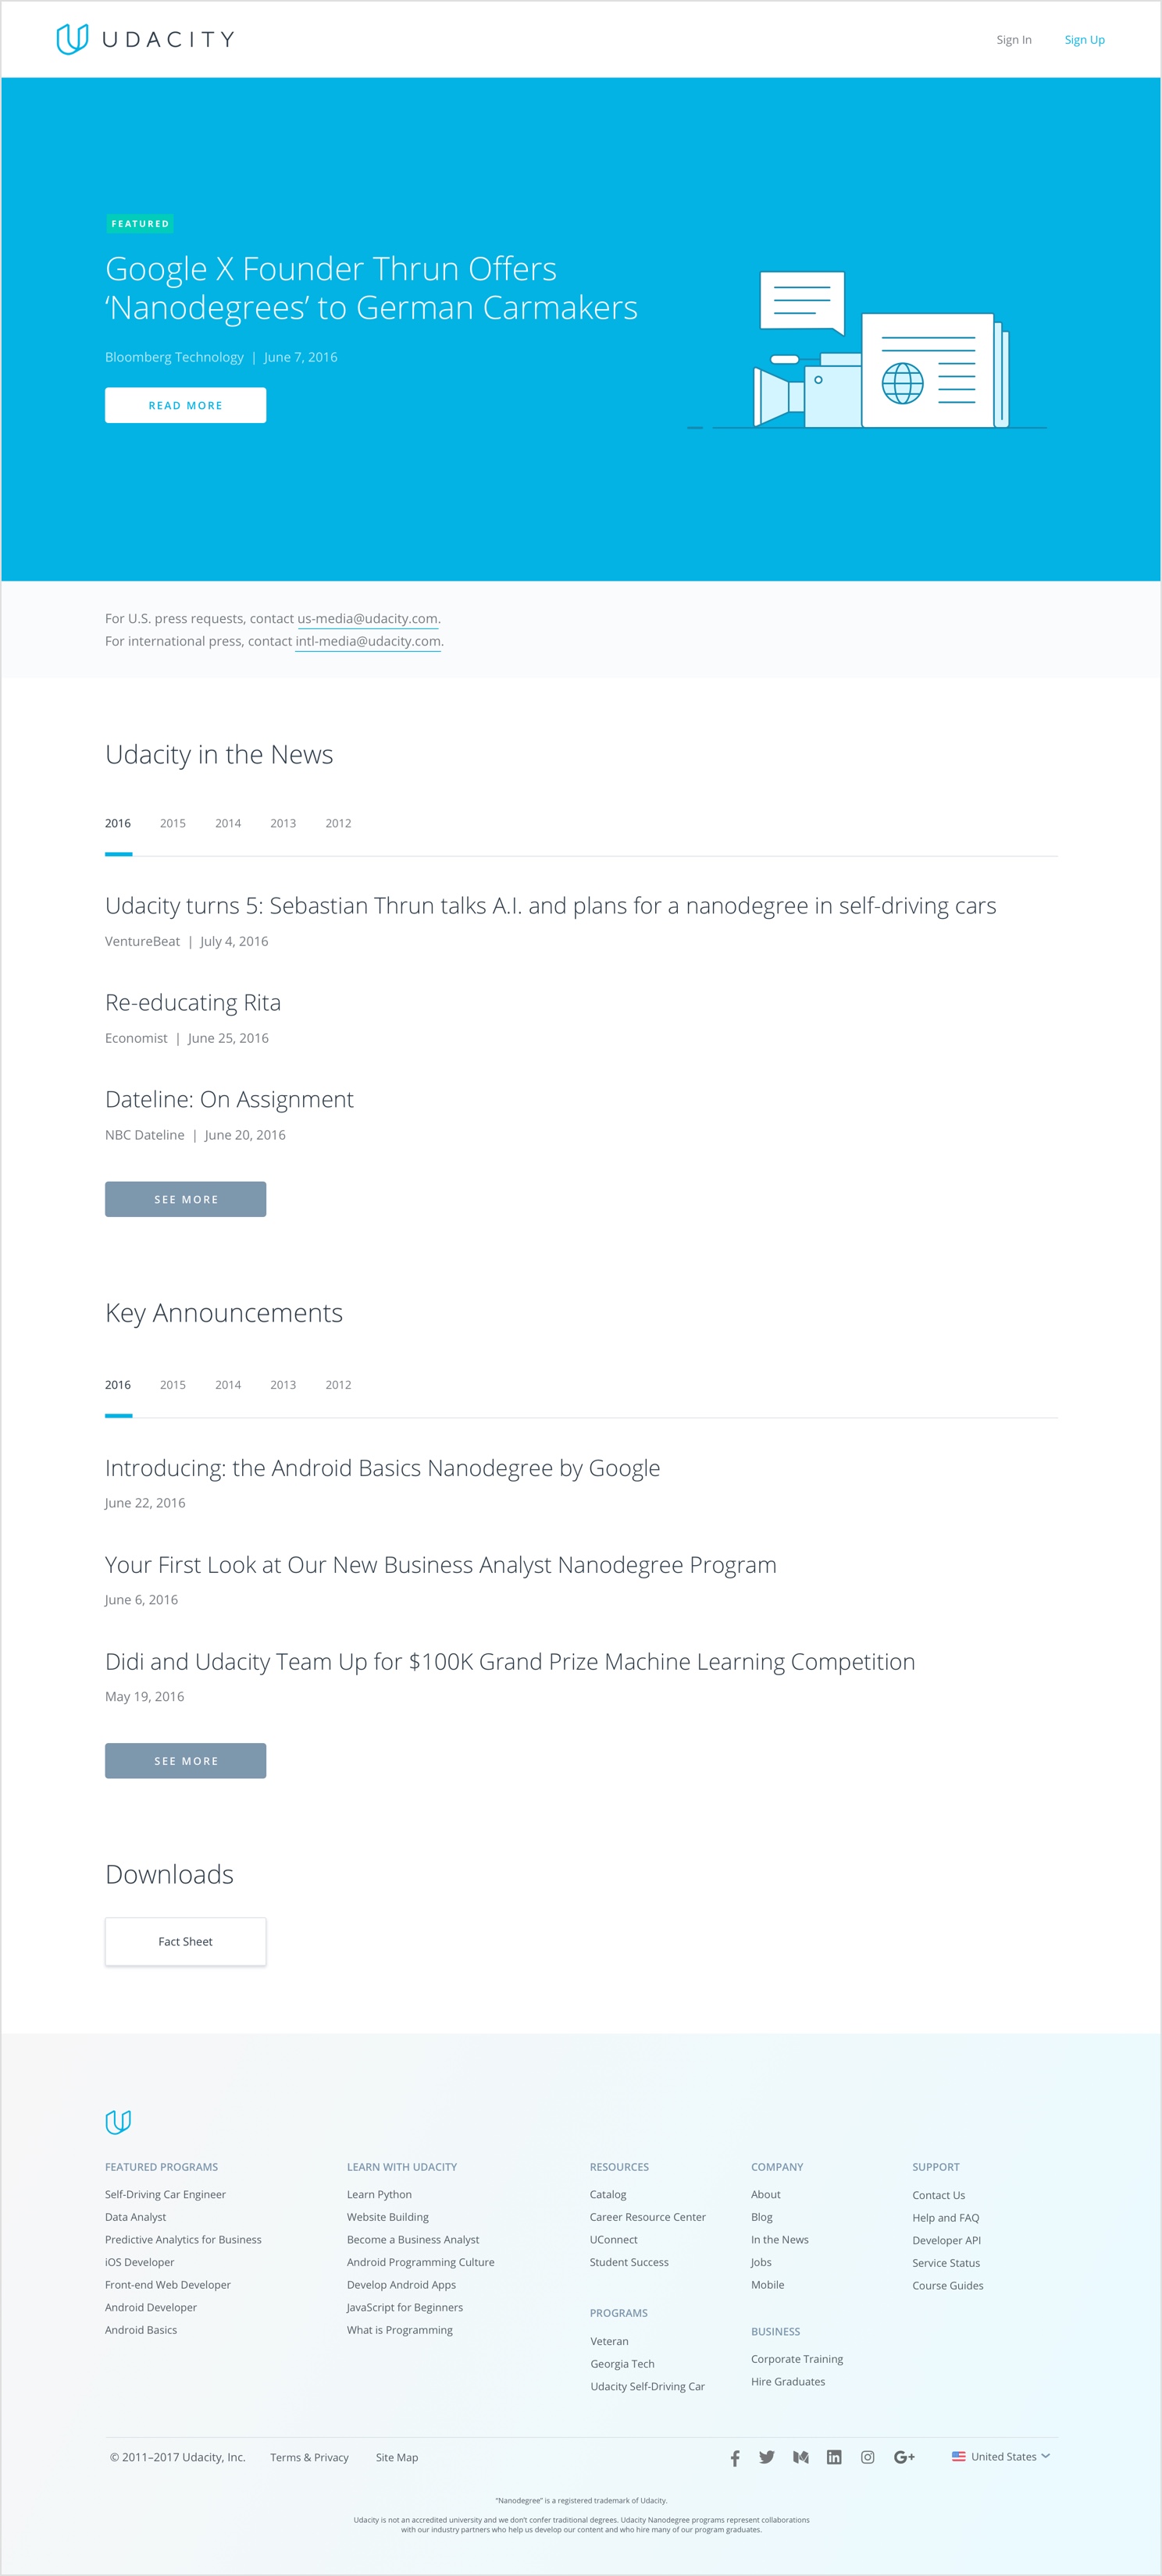 UDACITY
Sign In
Sign Up
FEATURED
Google X Founder Thrun Offers
‘Nanodegrees’ to German Carmakers
Bloomberg Technology | June 7, 2016
READ MORE
For U.S. press requests, contact us-media@udacity.com.
For international press, contact intl-media@udacity.com.
Udacity in the News
2016 2015 2014 2013 2012
Udacity turns 5: Sebastian Thrun talks A.I. and plans for a nanodegree in self-driving cars
VentureBeat | July 4, 2016
Re-educating Rita
Economist | June 25, 2016
Dateline: On Assignment
NBC Dateline | June 20, 2016
SEE MORE
Key Announcements
2016 2015 2014 2013 2012
Introducing: the Android Basics Nanodegree by Google
June 22, 2016
Your First Look at Our New Business Analyst Nanodegree Program
June 6, 2016
Didi and Udacity Team Up for $100K Grand Prize Machine Learning Competition
May 19, 2016
SEE MORE
Downloads
Fact Sheet
FEATURED PROGRAMS
Self-Driving Car Engineer
Data Analyst
Predictive Analytics for Business
iOS Developer
Front-end Web Developer
Android Developer
Android Basics
LEARN WITH UDACITY
Learn Python
Website Building
Become a Business Analyst
Android Programming Culture
Develop Android Apps
JavaScript for Beginners
What is Programming
RESOURCES
Catalog
Career Resource Center
UConnect
Student Success
PROGRAMS
Veteran
Georgia Tech
Udacity Self-Driving Car
COMPANY
About
Blog
In the News
Jobs
Mobile
BUSINESS
Corporate Training
Hire Graduates
SUPPORT
Contact Us
Help and FAQ
Developer API
Service Status
Course Guides
© 2011–2017 Udacity, Inc.
Terms & Privacy
Site Map
United States
“Nanodegree” is a registered trademark of Udacity.
Udacity is not an accredited university and we don’t confer traditional degrees. Udacity Nanodegree programs represent collaborations
with our industry partners who help us develop our content and who hire many of our program graduates.